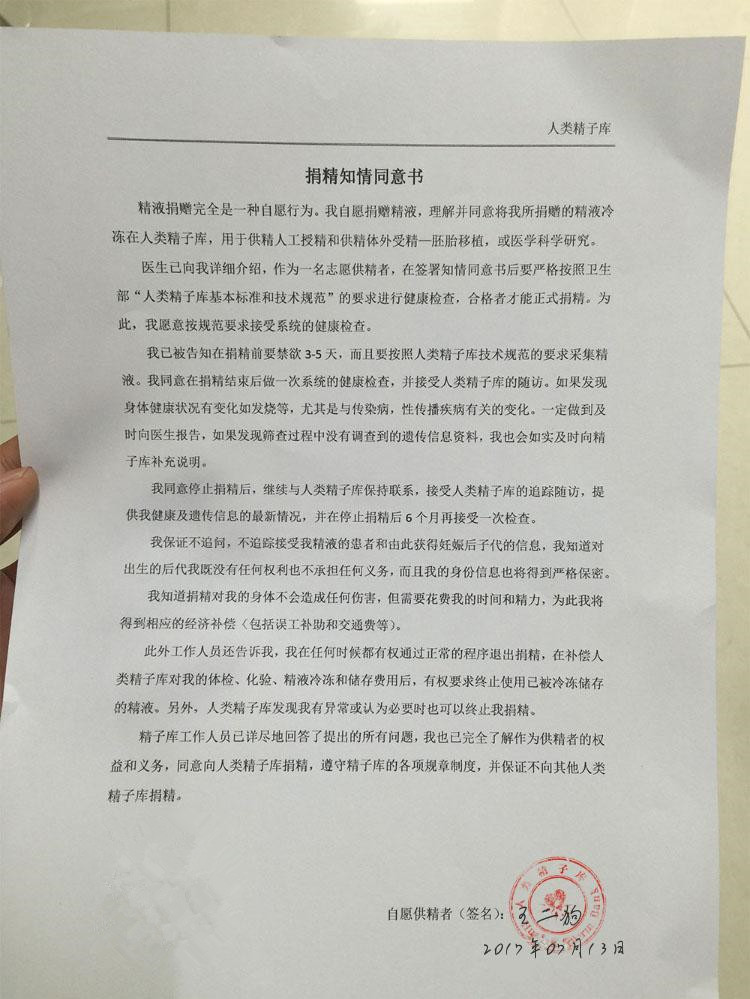 人类精子库
捐精知情同意书
精液捐赠完全是一种自愿行为。我自愿捐赠精液，理解并同意将我所捐赠的精液冷
冻在人类精子库，用于供精人工授精和供精体外受精—胚胎移植，或医学科学研究。
医生已向我详细介绍，作为一名志愿供精者，在签署知情同意书后要严格按照卫生
部“人类精子库基本标准和技术规范”的要求进行健康检查，合格者才能正式捐精。为
此，我愿意按规范要求接受系统的健康检查。
我已被告知在捐精前要禁欲3-5天，而且要按照人类精子库技术规范的要求采集精
液。我同意在捐精结束后做一次系统的健康检查，并接受人类精子库的随访。如果发现
身体健康状况有变化如发烧等，尤其是与传染病，性传播疾病有关的变化。一定做到及
时向医生报告，如果发现筛查过程中没有调查到的遗传信息资料，我也会如实及时向精
子库补充说明。
我同意停止捐精后，继续与人类精子库保持联系，接受人类精子库的追踪随访，提
供我健康及遗传信息的最新情况，并在停止捐精后6个月再接受一次检查。
我保证不追问，不追踪接受我精液的患者和由此获得妊娠后子代的信息，我知道对
出生的后代我既没有任何权利也不承担任何义务，而且我的身份信息也将得到严格保密。
我知道捐精对我的身体不会造成任何伤害，但需要花费我的时间和精力，为此我将
得到相应的经济补偿（包括误工补助和交通费等）。
此外工作人员还告诉我，我在任何时候都有权通过正常的程序退出捐精，在补偿人
类精子库对我的体检、化验、精液冷冻和储存费用后，有权要求终止使用已被冷冻储存
的精液。另外，人类精子库发现我有异常或认为必要时也可以终止我捐精。
精子库工作人员已详尽地回答了提出的所有问题，我也已完全了解作为供精者的权
益和义务，同意向人类精子库捐精，遵守精子库的各项规章制度，并保证不向其他人类
精子库捐精。
人类精子库
自愿供精者（签名）：王二狗
2017年07月13日